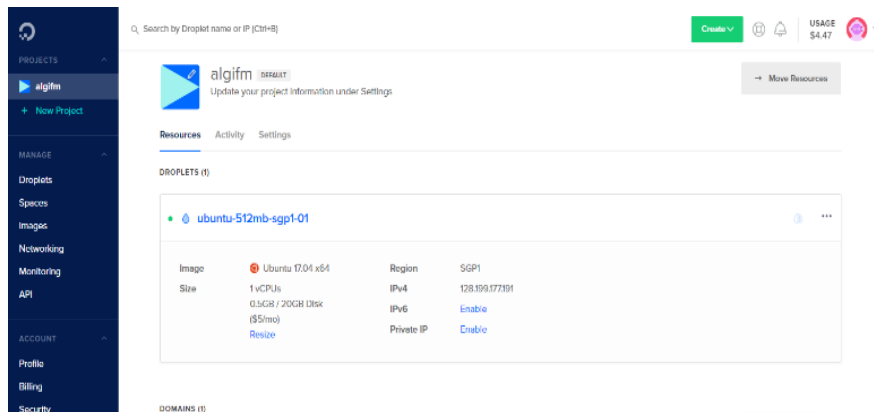 Search by Droplet name or IP (Ctrl+B)
Create
USAGE
$4.47
PROJECTS
algifm
+ New Project
MANAGE
Droplets
Spaces
Images
Networking
Monitoring
API
ACCOUNT
Profile
Billing
Security
algifm DEFAULT
Update your project information under Settings
→ Move Resources
Resources Activity Settings
DROPLETS (1)
ubuntu-512mb-sgp1-01
Image Ubuntu 17.04 x64 Region SGP1
Size 1 vCPUs IPv4 128.199.177.191
0.5GB / 20GB Disk IPv6 Enable
($5/mo)
Resize Private IP Enable
DOMAINS (1)